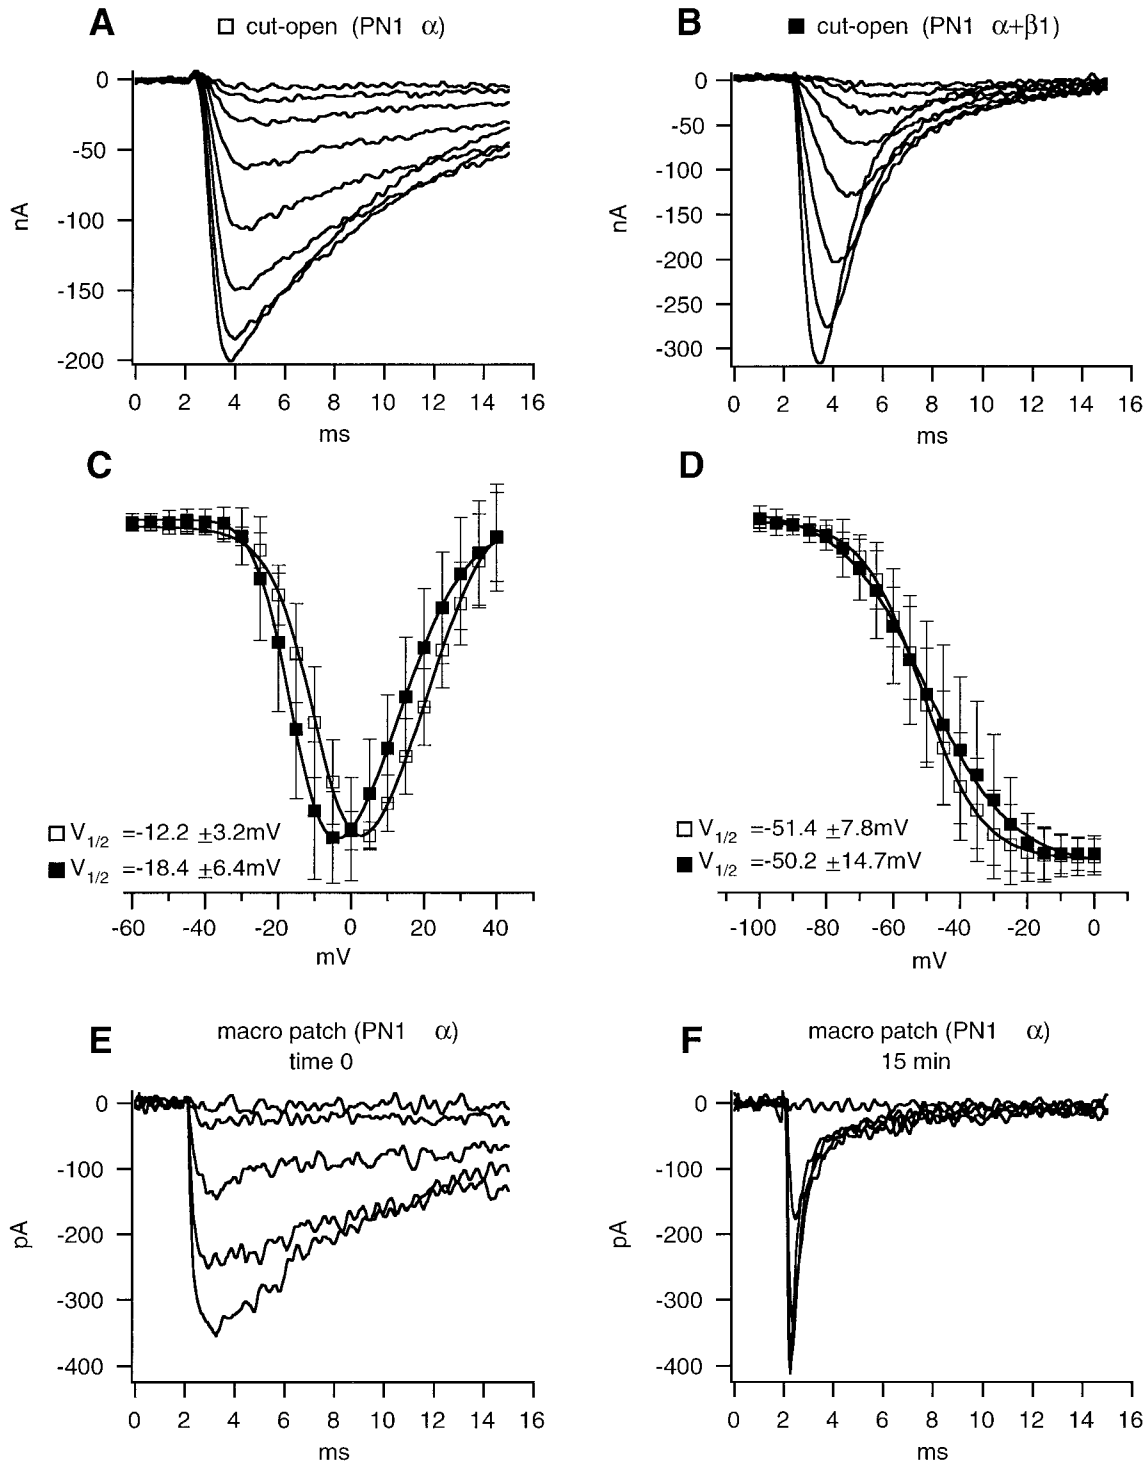 A □ cut-open (PN1 α)
0
-50
-100
-150
-200
nA
0 2 4 6 8 10 12 14 16
ms
B ■ cut-open (PN1 α+β1)
0
-50
-100
-150
-200
-250
-300
nA
0 2 4 6 8 10 12 14 16
ms
C
□ V1/2 =-12.2 ±3.2mV
■ V1/2 =-18.4 ±6.4mV
-60 -40 -20 0 20 40
mV
D
□ V1/2 =-51.4 ±7.8mV
■ V1/2 =-50.2 ±14.7mV
-100 -80 -60 -40 -20 0
mV
E macro patch (PN1 α)
time 0
0
-100
-200
-300
-400
pA
0 2 4 6 8 10 12 14 16
ms
F macro patch (PN1 α)
15 min
0
-100
-200
-300
-400
pA
0 2 4 6 8 10 12 14 16
ms